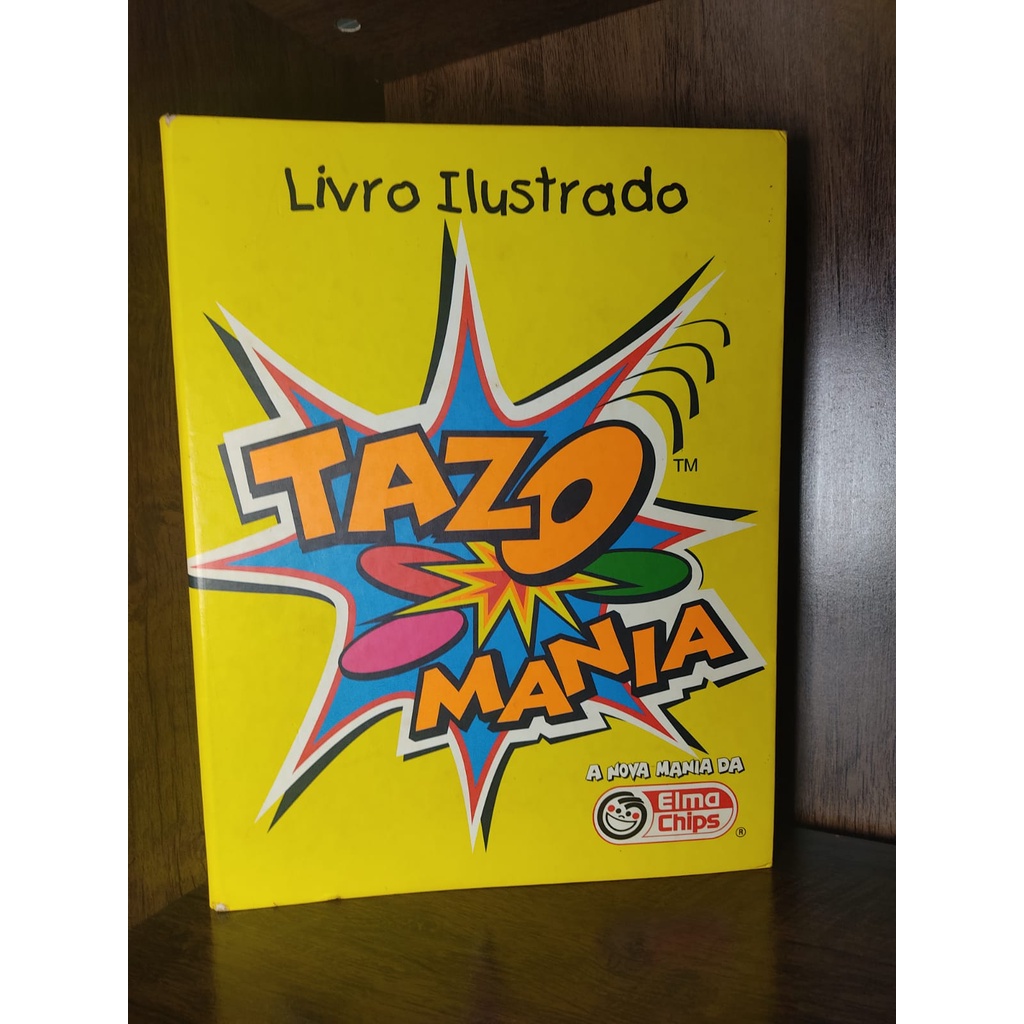 Livro Ilustrado
TAZO
TM
MANIA
A NOVA MANIA DA
Elma
Chips
®